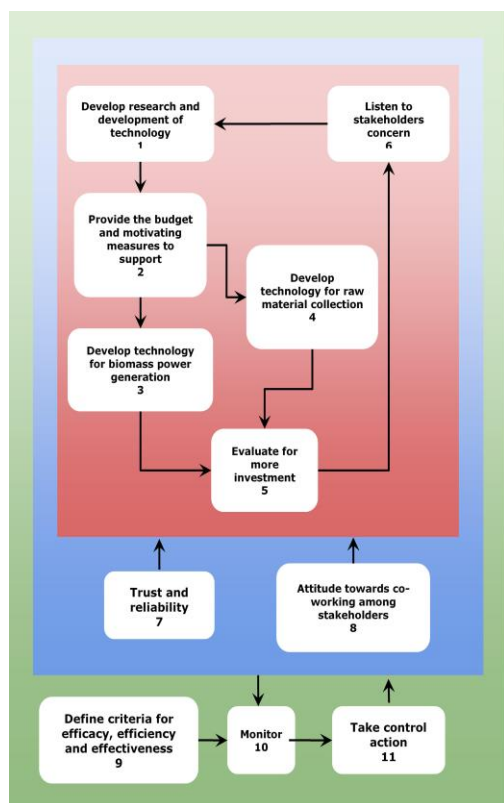 Develop research and
development of
technology
1
Listen to
stakeholders
concern
6
Provide the budget
and motivating
measures to
support
2
Develop
technology for raw
material collection
4
Develop technology
for biomass power
generation
3
Evaluate for
more
investment
5
Trust and
reliability
7
Attitude towards co-
working among
stakeholders
8
Define criteria for
efficacy, efficiency
and effectiveness
9
Monitor
10
Take control
action
11